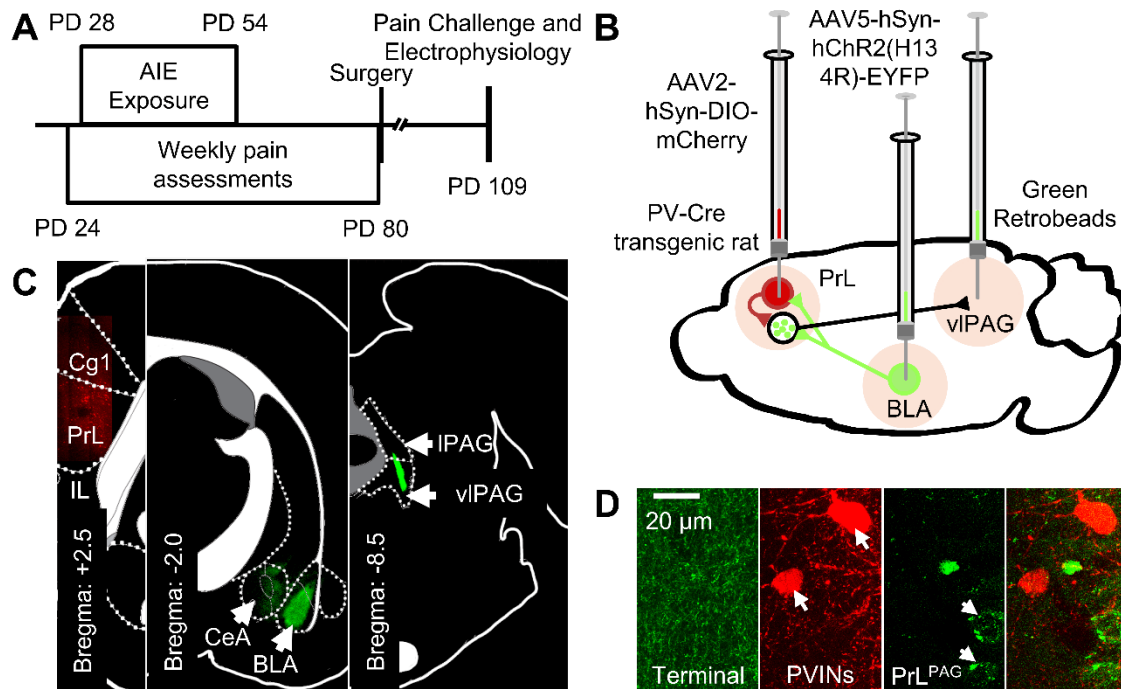 A
PD 28
PD 54
Pain Challenge and
Electrophysiology
Surgery
AIE
Exposure
Weekly pain
assessments
PD 109
PD 24
PD 80
B
AAV5-hSyn-
hChR2(H13
4R)-EYFP
AAV2-
hSyn-DIO-
mCherry
Green
Retrobeads
PV-Cre
transgenic rat
PrL
vlPAG
BLA
C
Cg1
PrL
IL
Bregma: +2.5
Bregma: -2.0
CeA
BLA
Bregma: -8.5
lPAG
vlPAG
D
20 µm
Terminal
PVINs
PrLPAG